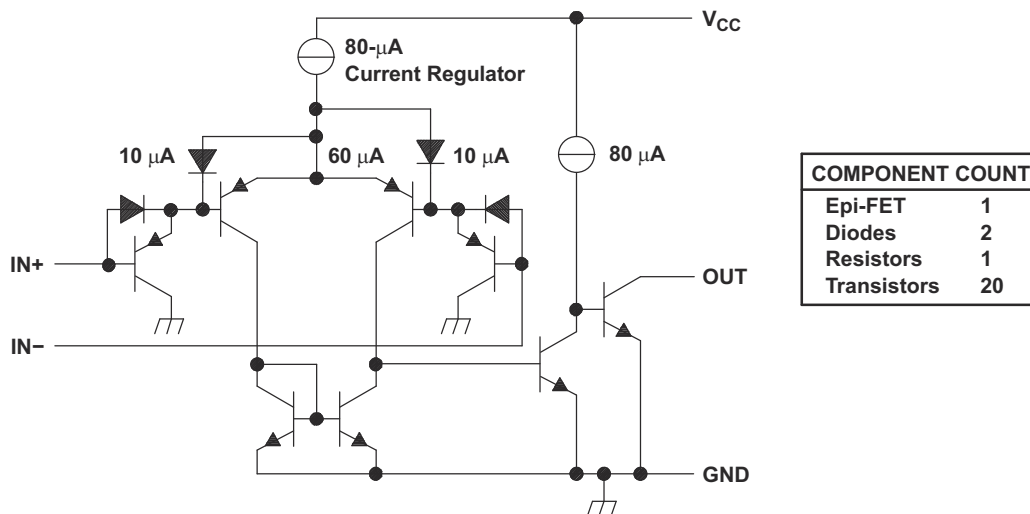 V_CC
80-μA
Current Regulator
10 μA
60 μA
10 μA
80 μA
IN+
OUT
IN−
GND
COMPONENT COUNT
Epi-FET 1
Diodes 2
Resistors 1
Transistors 20